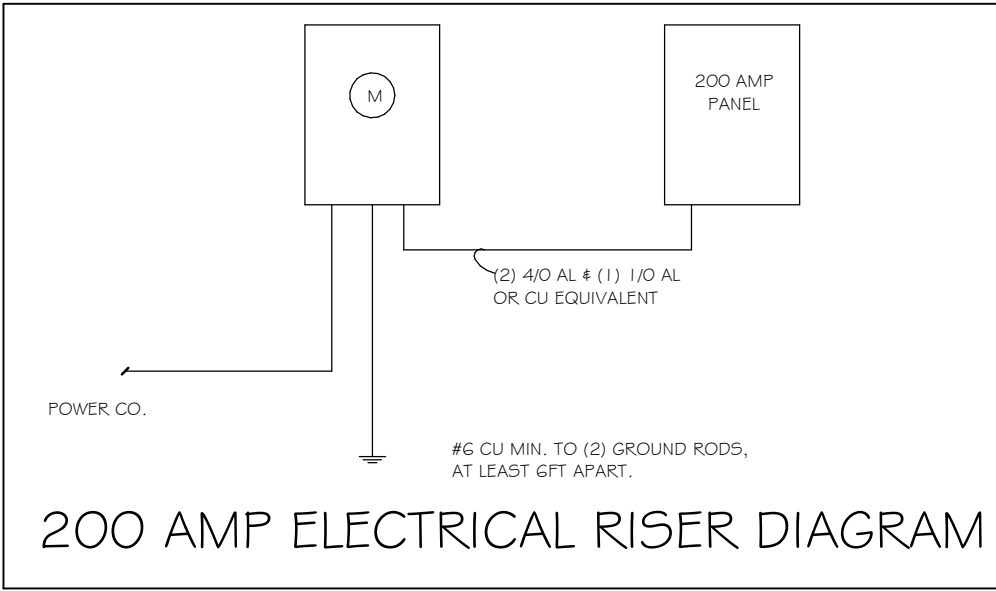 M
200 AMP
PANEL
(2) 4/0 AL & (1) 1/0 AL
OR CU EQUIVALENT
POWER CO.
#6 CU MIN. TO (2) GROUND RODS,
AT LEAST 6FT APART.
200 AMP ELECTRICAL RISER DIAGRAM